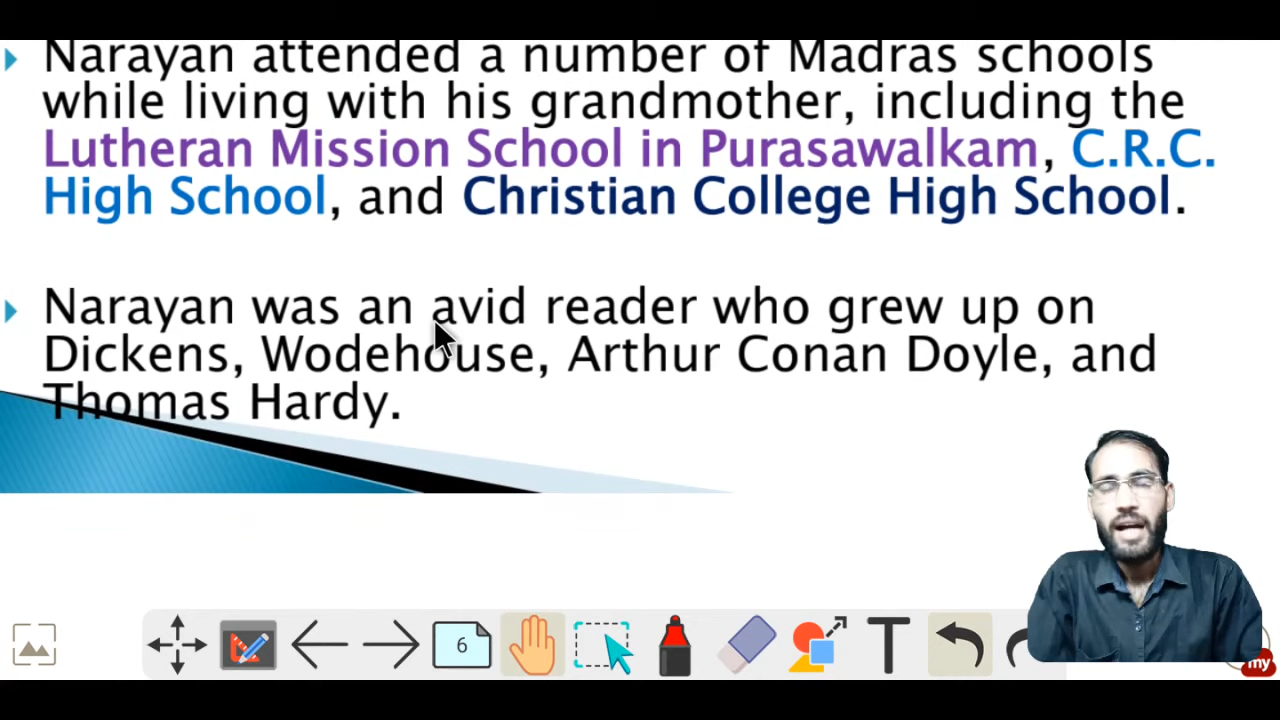 Narayan attended a number of Madras schools
while living with his grandmother, including the
Lutheran Mission School in Purasawalkam, C.R.C.
High School, and Christian College High School.
Narayan was an avid reader who grew up on
Dickens, Wodehouse, Arthur Conan Doyle, and
Thomas Hardy.
6
T
my